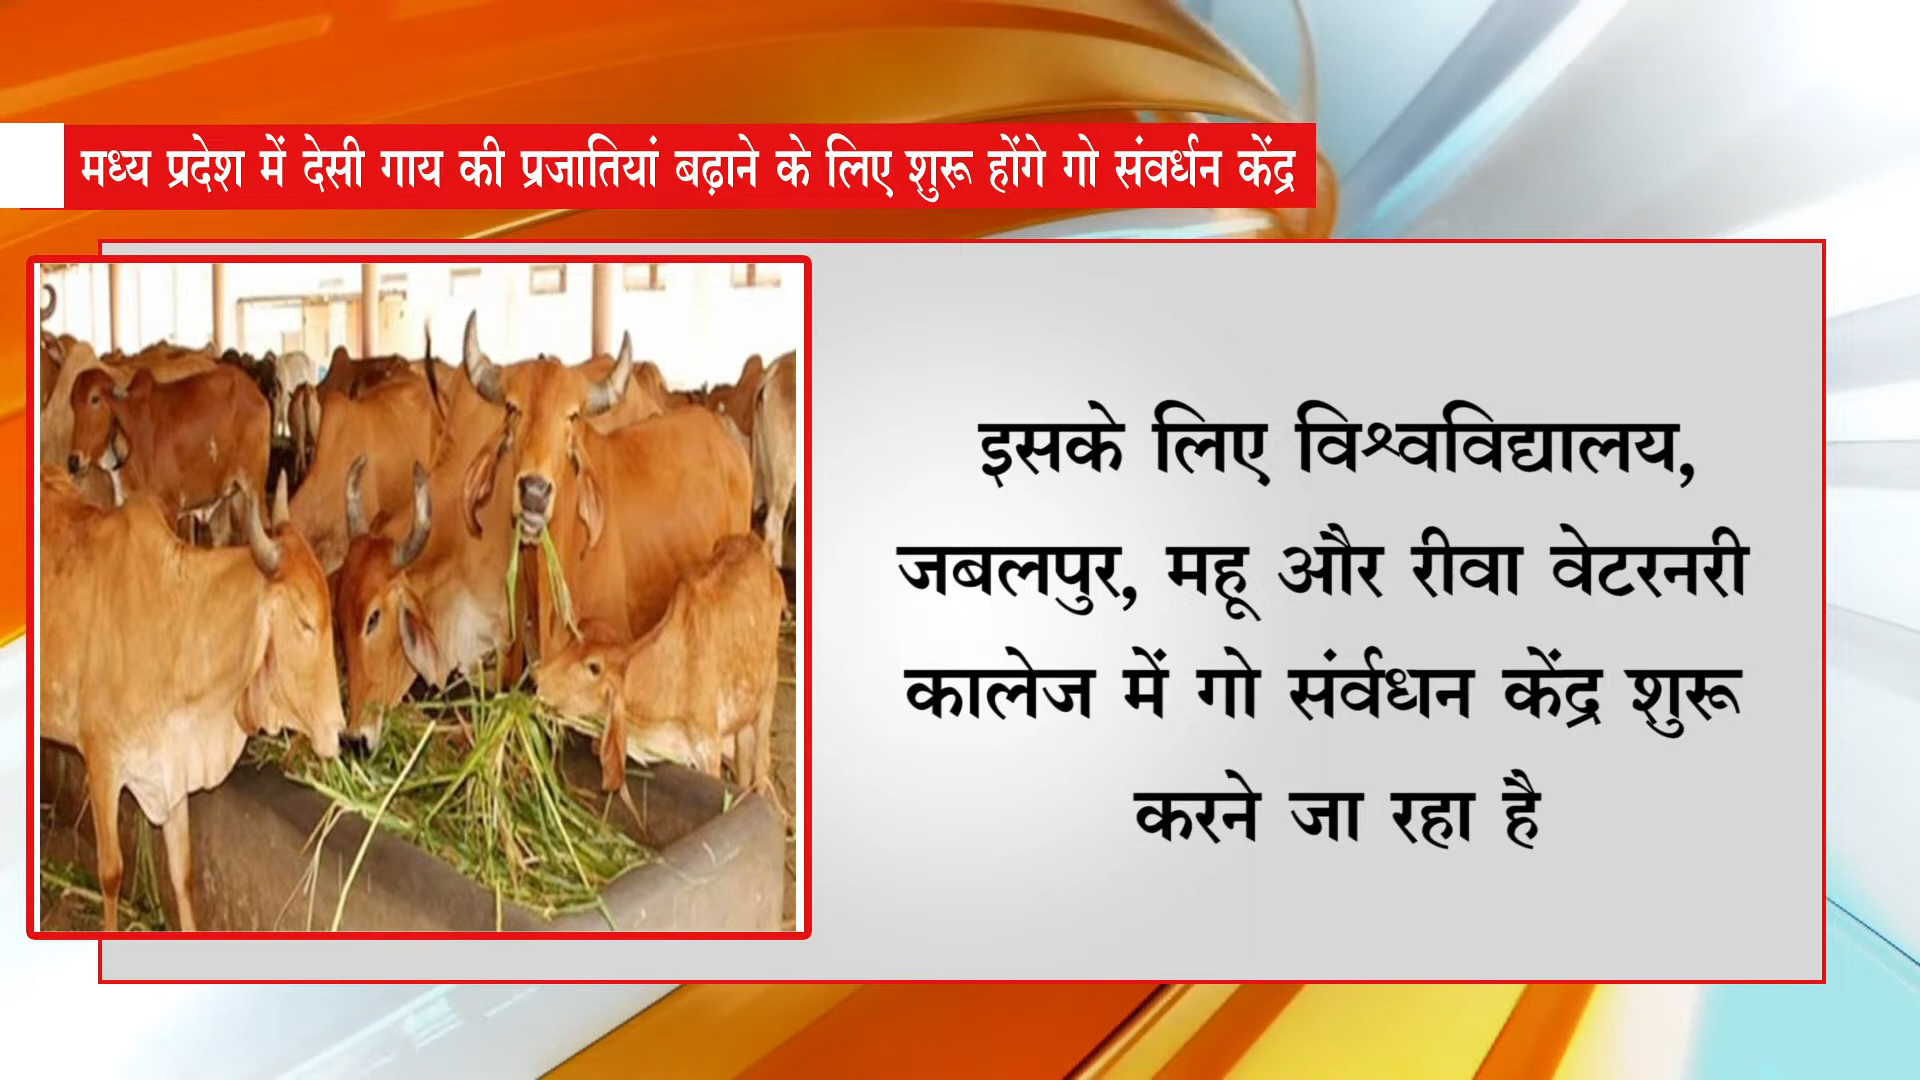 मध्य प्रदेश में देसी गाय की प्रजातियां बढ़ाने के लिए शुरू होंगे गो संवर्धन केंद्र
इसके लिए विश्वविद्यालय,
जबलपुर, महू और रीवा वेटरनरी
कालेज में गो संर्वधन केंद्र शुरू
करने जा रहा है